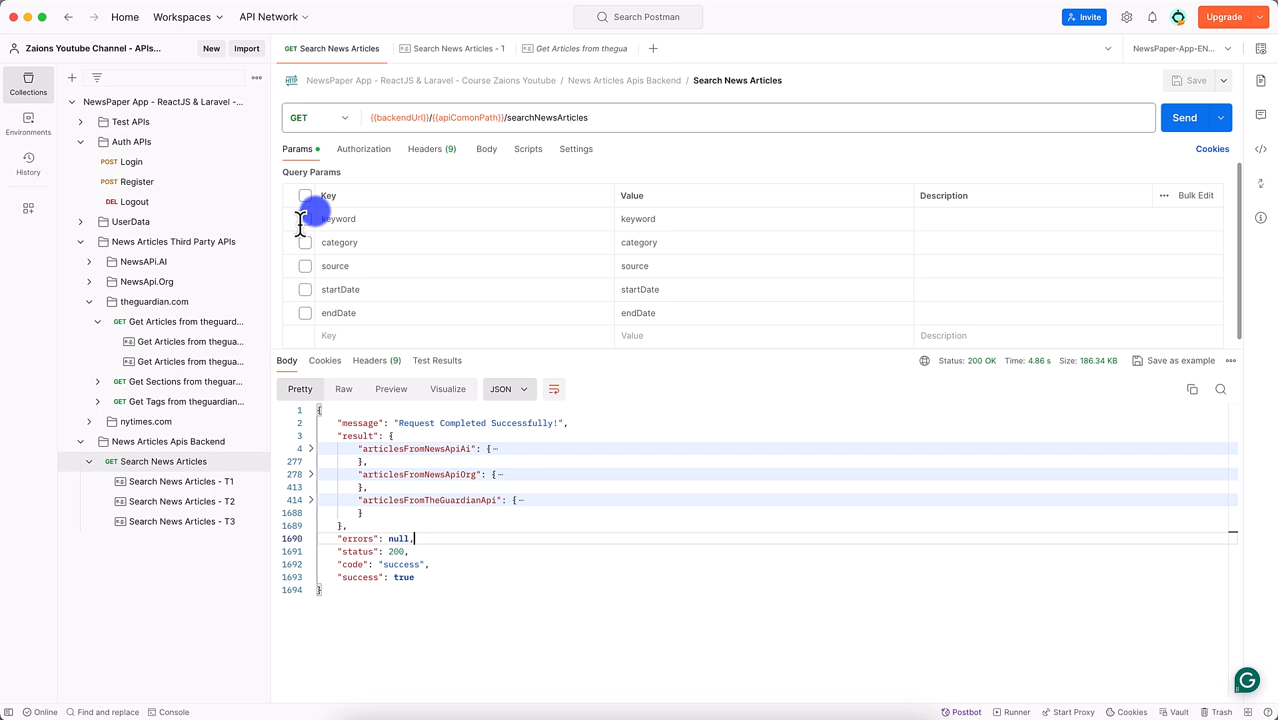 Home
Workspaces
API Network
Search Postman
Invite
Upgrade
Zaions Youtube Channel - APIs...
New
Import
GET Search News Articles
Search News Articles - T
Get Articles from thegua
NewsPaper-App-EN...
Collections
Environments
History
NewsPaper App - ReactJS & Laravel -...
Test APIs
Auth APIs
POST Login
POST Register
DEL Logout
UserData
News Articles Third Party APIs
NewsAPi.AI
NewsApi.Org
theguardian.com
GET Get Articles from theguard...
Get Articles from thegua...
Get Articles from thegua...
GET Get Sections from theguar...
GET Get Tags from theguardian...
nytimes.com
News Articles Apis Backend
GET Search News Articles
Search News Articles - T1
Search News Articles - T2
Search News Articles - T3
HTTP NewsPaper App - ReactJS & Laravel - Course Zaions Youtube / News Articles Apis Backend / Search News Articles
Save
GET {{backendUrl}}/{{apiComonPath}}/searchNewsArticles
Send
Params Authorization Headers (9) Body Scripts Settings
Cookies
Query Params
Key Value Description Bulk Edit
keyword keyword
category category
source source
startDate startDate
endDate endDate
Key Value Description
Body Cookies Headers (9) Test Results
Status: 200 OK Time: 4.86 s Size: 186.34 KB Save as example
Pretty Raw Preview Visualize JSON
1 {
2 "message": "Request Completed Successfully!",
3 "result": {
4 "articlesFromNewsApiAi": {
277 },
278 "articlesFromNewsApiOrg": {
413 },
414 "articlesFromTheGuardianApi": {
1688 }
1689 },
1690 "errors": null,
1691 "status": 200,
1692 "code": "success",
1693 "success": true
1694 }
Online Find and replace Console
Postbot Runner Start Proxy Cookies Vault Trash